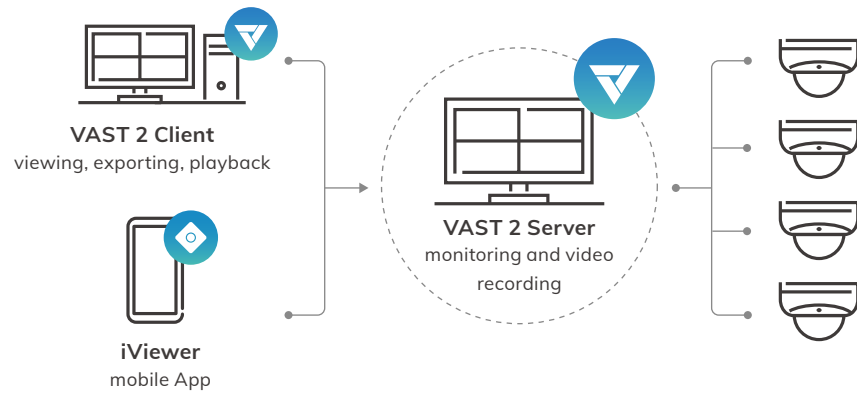 VAST 2 Client
viewing, exporting, playback
iViewer
mobile App
VAST 2 Server
monitoring and video
recording